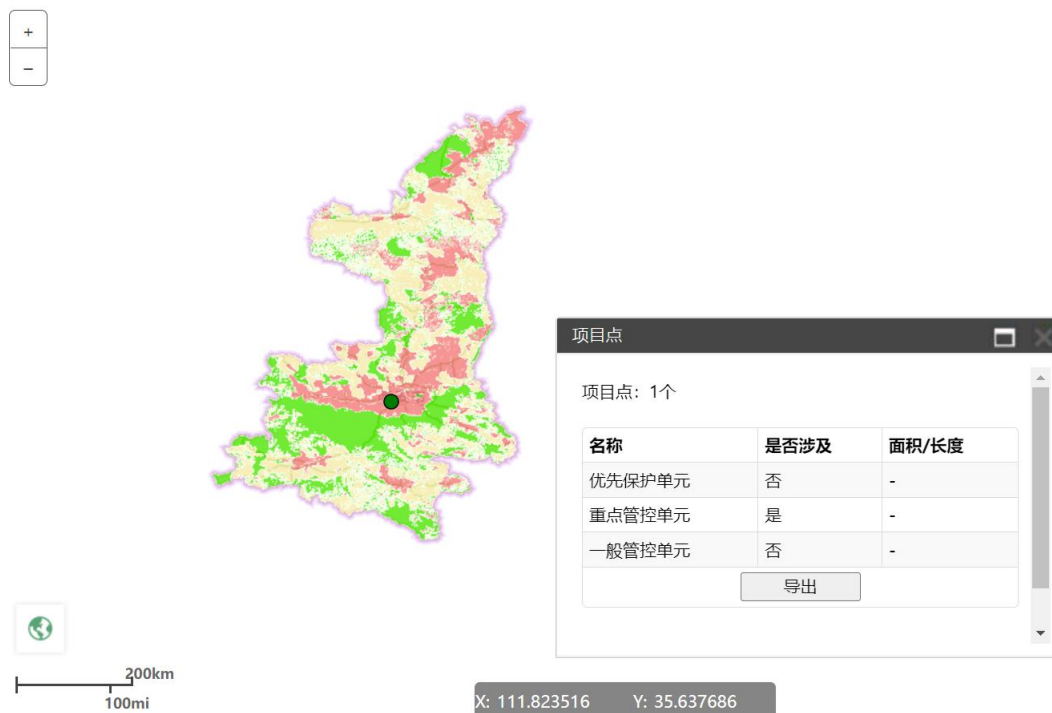 +
−
项目点
项目点：1个
名称 是否涉及 面积/长度
优先保护单元 否 -
重点管控单元 是 -
一般管控单元 否 -
导出
200km
100mi
X: 111.823516 Y: 35.637686